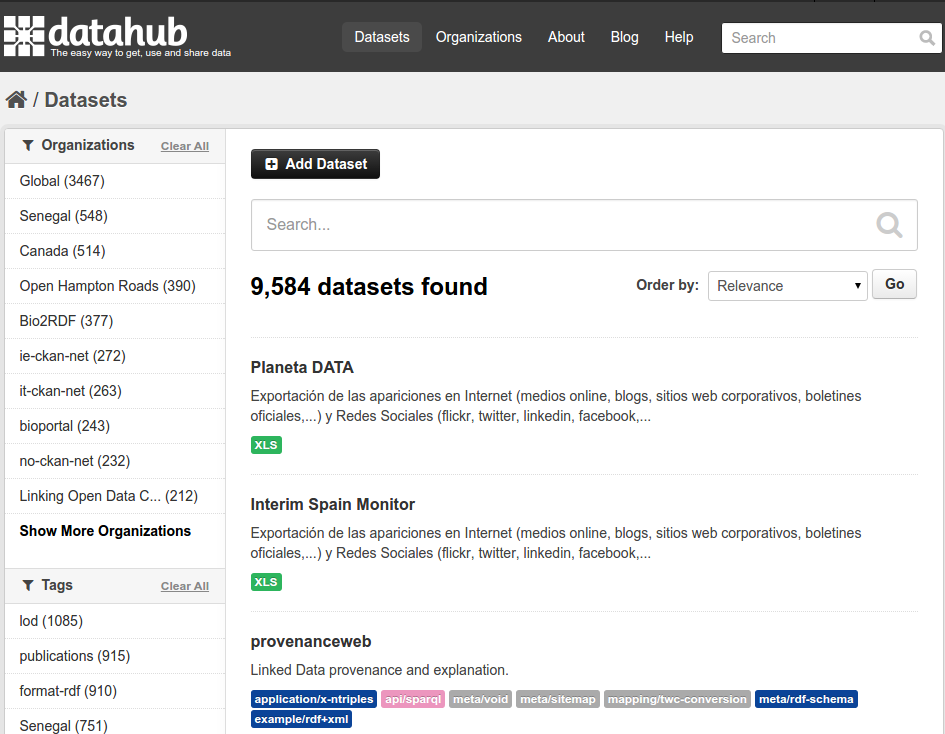 datahub
The easy way to get, use and share data
Datasets Organizations About Blog Help Search
/ Datasets
Organizations Clear All
Global (3467)
Senegal (548)
Canada (514)
Open Hampton Roads (390)
Bio2RDF (377)
ie-ckan-net (272)
it-ckan-net (263)
bioportal (243)
no-ckan-net (232)
Linking Open Data C... (212)
Show More Organizations
Tags Clear All
lod (1085)
publications (915)
format-rdf (910)
Senegal (751)
Add Dataset
Search...
9,584 datasets found
Order by: Relevance Go
Planeta DATA
Exportación de las apariciones en Internet (medios online, blogs, sitios web corporativos, boletines
oficiales,...) y Redes Sociales (flickr, twitter, linkedin, facebook,...
XLS
Interim Spain Monitor
Exportación de las apariciones en Internet (medios online, blogs, sitios web corporativos, boletines
oficiales,...) y Redes Sociales (flickr, twitter, linkedin, facebook,...
XLS
provenanceweb
Linked Data provenance and explanation.
application/x-ntriples api/sparql meta/void meta/sitemap mapping/twc-conversion meta/rdf-schema
example/rdf+xml